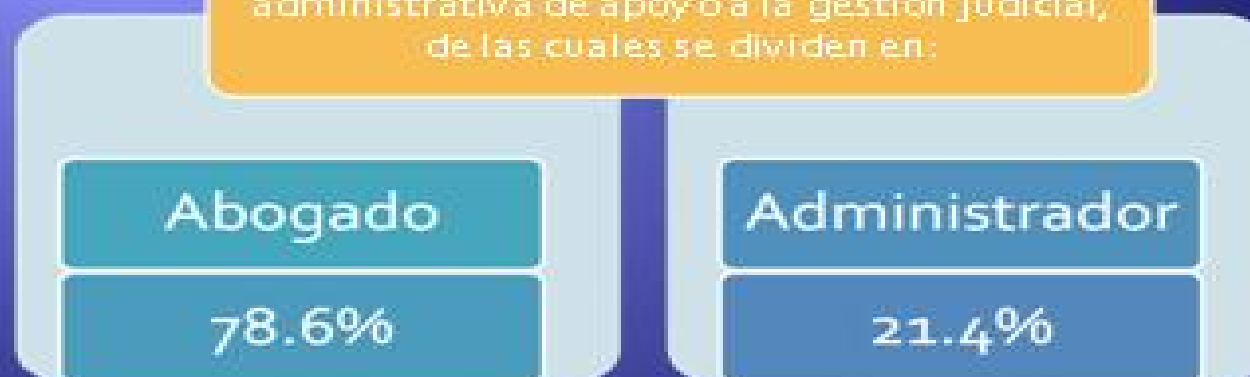 administrativa de apoyo a la gestión judicial,
de las cuales se dividen en:
Abogado
Administrador
78.6%
21.4%